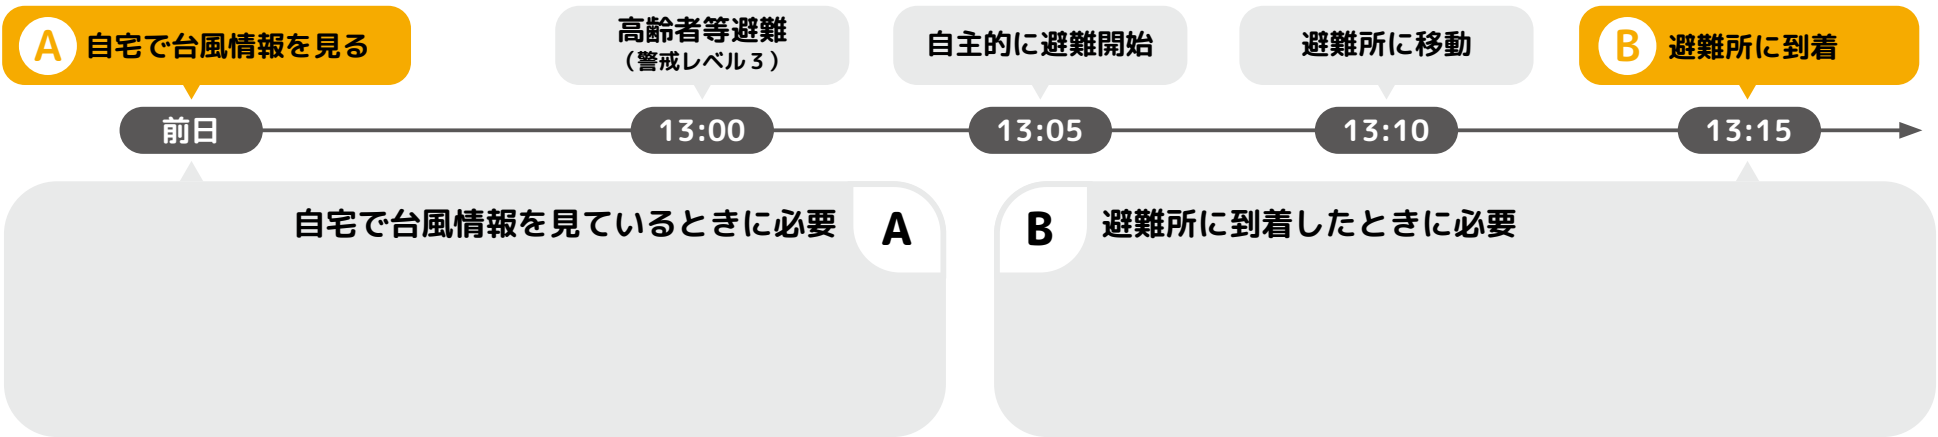 A 自宅で台風情報を見る
高齢者等避難
（警戒レベル３）
自主的に避難開始
避難所に移動
B 避難所に到着
前日
13:00
13:05
13:10
13:15
自宅で台風情報を見ているときに必要 A
B 避難所に到着したときに必要